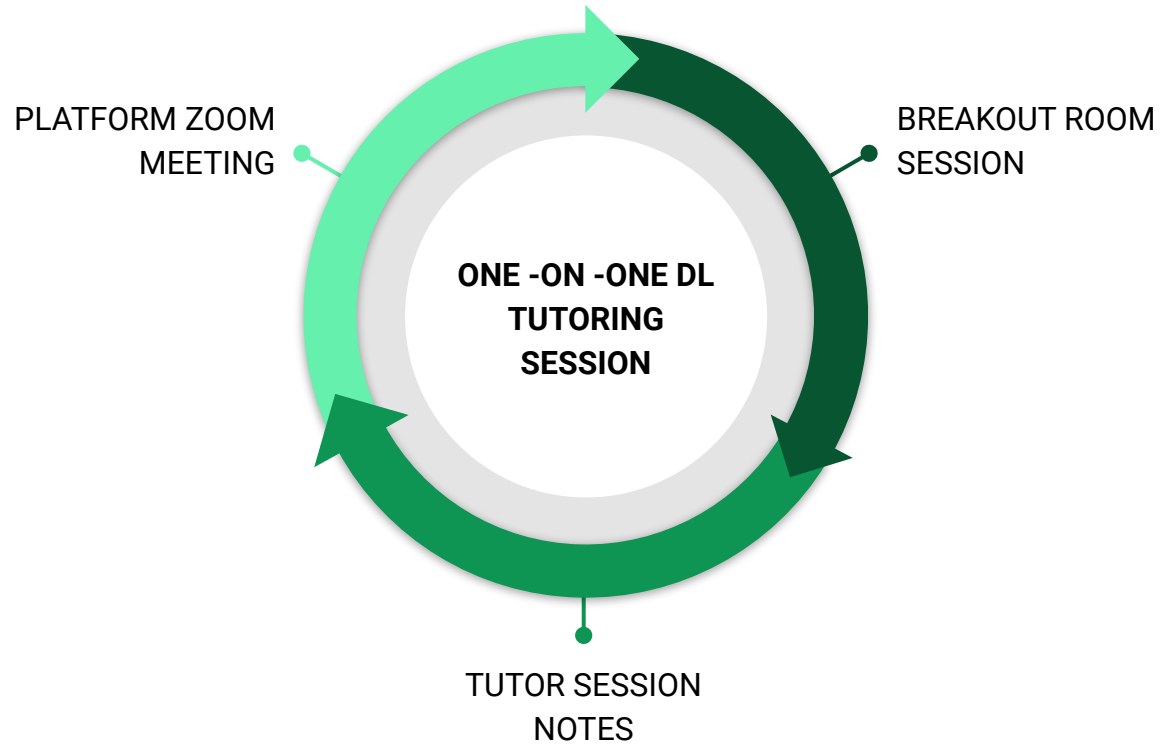 PLATFORM ZOOM
MEETING
BREAKOUT ROOM
SESSION
ONE -ON -ONE DL
TUTORING
SESSION
TUTOR SESSION
NOTES